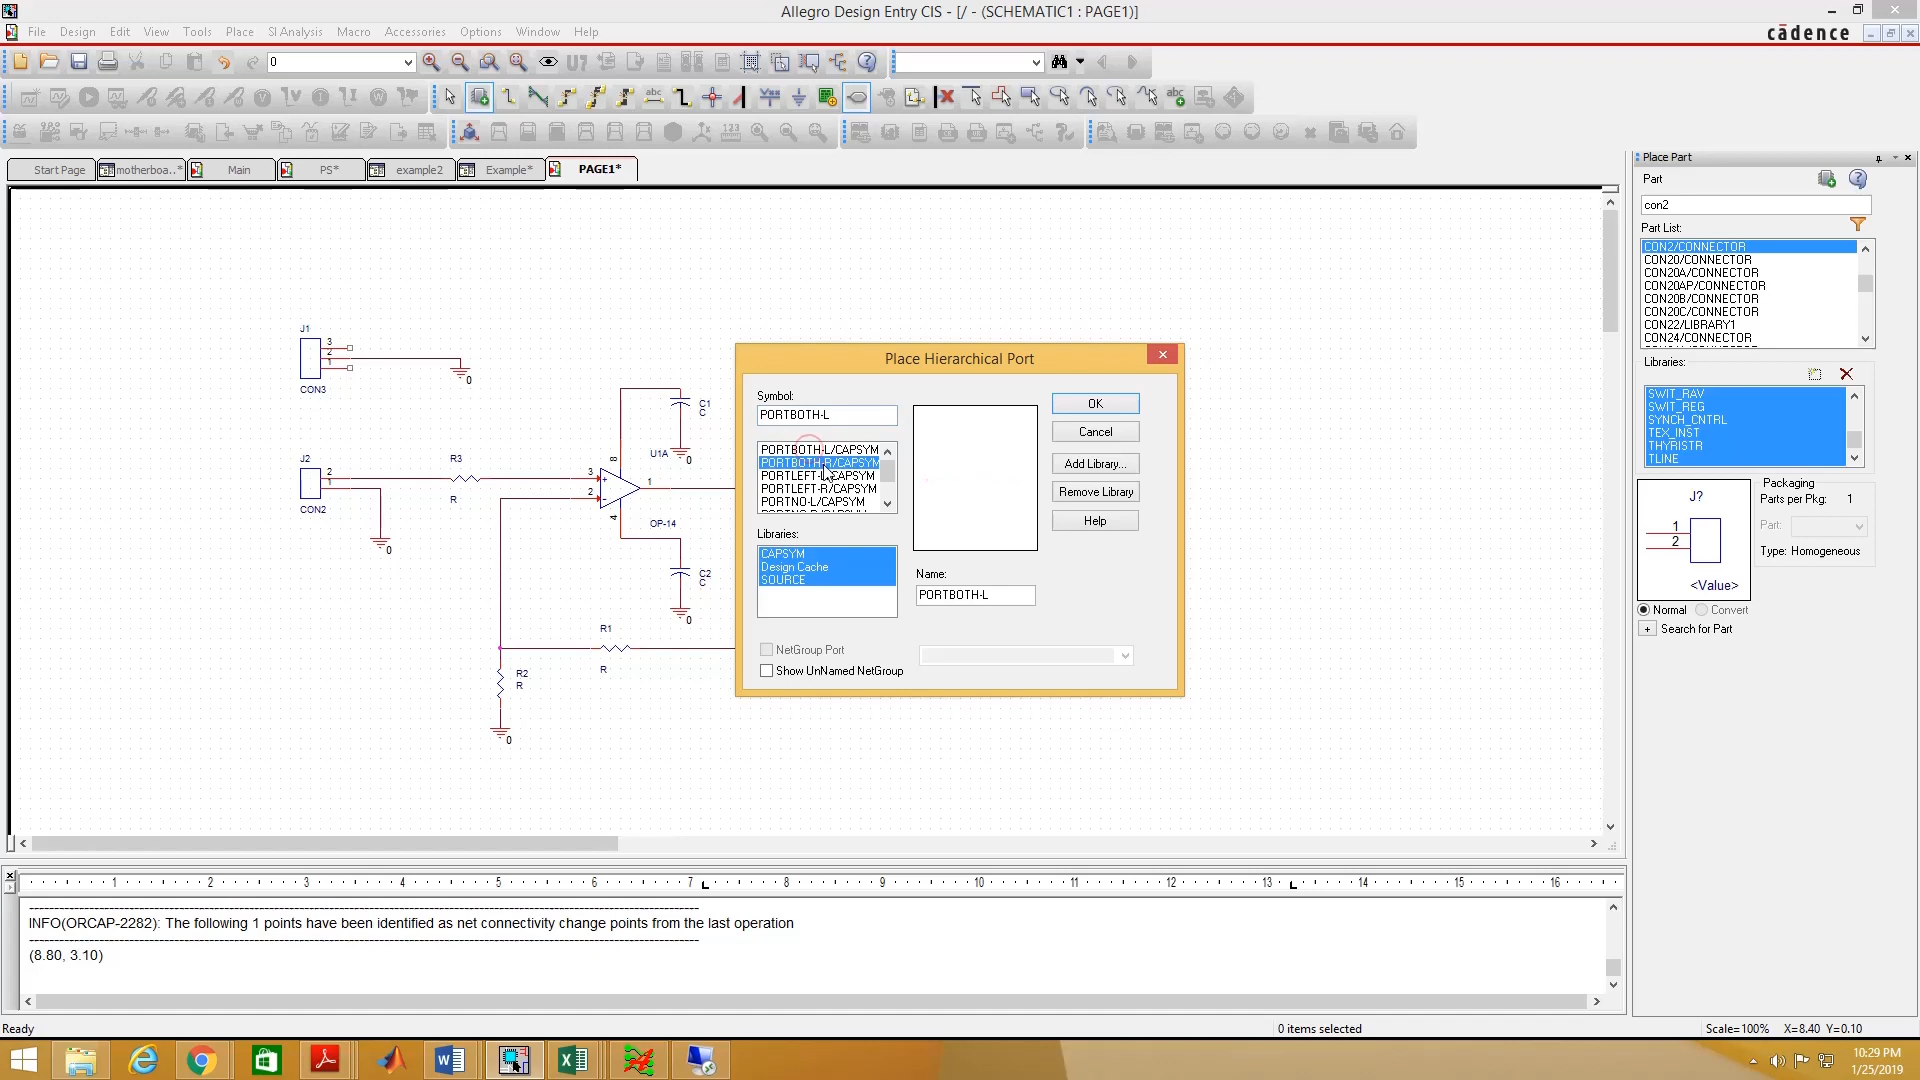 Allegro Design Entry CIS - [/ - (SCHEMATIC1 : PAGE1)]
File Design Edit View Tools Place SI Analysis Macro Accessories Options Window Help
cādence
0
Start Page
motherboa..*
Main
PS*
example2
Example*
PAGE1*
J1
3
2
1
CON3
0
J2
2
1
CON2
0
R3
R
C1
C
0
U1A
8
3
2
1
4
OP-14
C2
C
0
R1
R
R2
R
0
Place Hierarchical Port
Symbol:
PORTBOTH-L
PORTBOTH-L/CAPSYM
PORTBOTH-R/CAPSYM
PORTLEFT-L/CAPSYM
PORTLEFT-R/CAPSYM
PORTNO-L/CAPSYM
Libraries:
CAPSYM
Design Cache
SOURCE
OK
Cancel
Add Library...
Remove Library
Help
Name:
PORTBOTH-L
NetGroup Port
Show UnNamed NetGroup
Place Part
Part
con2
Part List:
CON2/CONNECTOR
CON20/CONNECTOR
CON20A/CONNECTOR
CON20AP/CONNECTOR
CON20B/CONNECTOR
CON20C/CONNECTOR
CON22/LIBRARY1
CON24/CONNECTOR
Libraries:
SWIT_RAV
SWIT_REG
SYNCH_CNTRL
TEX_INST
THYRISTR
TLINE
J?
1
2
<Value>
Packaging
Parts per Pkg: 1
Part:
Type: Homogeneous
Normal Convert
Search for Part
1 2 3 4 5 6 7 8 9 10 11 12 13 14 15 16
INFO(ORCAP-2282): The following 1 points have been identified as net connectivity change points from the last operation
(8.80, 3.10)
Ready
0 items selected
Scale=100% X=8.40 Y=0.10
10:29 PM
1/25/2019